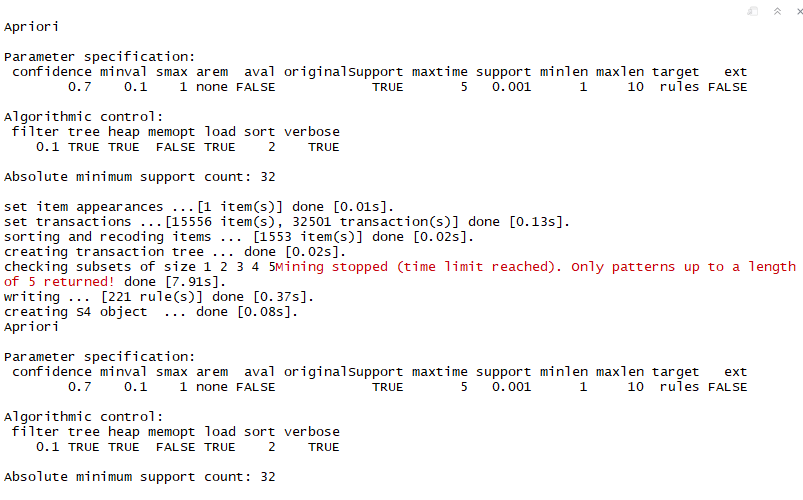 Apriori
Parameter specification:
confidence minval smax arem aval originalSupport maxtime support minlen maxlen target ext
0.7 0.1 1 none FALSE TRUE 5 0.001 1 10 rules FALSE
Algorithmic control:
filter tree heap memopt load sort verbose
0.1 TRUE TRUE FALSE TRUE 2 TRUE
Absolute minimum support count: 32
set item appearances ...[1 item(s)] done [0.01s].
set transactions ...[15556 item(s), 32501 transaction(s)] done [0.13s].
sorting and recoding items ... [1553 item(s)] done [0.02s].
creating transaction tree ... done [0.02s].
checking subsets of size 1 2 3 4 5Mining stopped (time limit reached). Only patterns up to a length
of 5 returned! done [7.91s].
writing ... [221 rule(s)] done [0.37s].
creating S4 object ... done [0.08s].
Apriori
Parameter specification:
confidence minval smax arem aval originalSupport maxtime support minlen maxlen target ext
0.7 0.1 1 none FALSE TRUE 5 0.001 1 10 rules FALSE
Algorithmic control:
filter tree heap memopt load sort verbose
0.1 TRUE TRUE FALSE TRUE 2 TRUE
Absolute minimum support count: 32